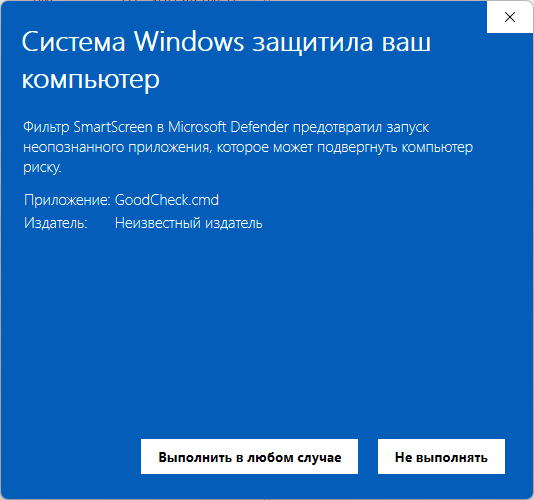 Система Windows защитила ваш
компьютер
Фильтр SmartScreen в Microsoft Defender предотвратил запуск
неопознанного приложения, которое может подвергнуть компьютер
риску.
Приложение: GoodCheck.cmd
Издатель: Неизвестный издатель
Выполнить в любом случае Не выполнять